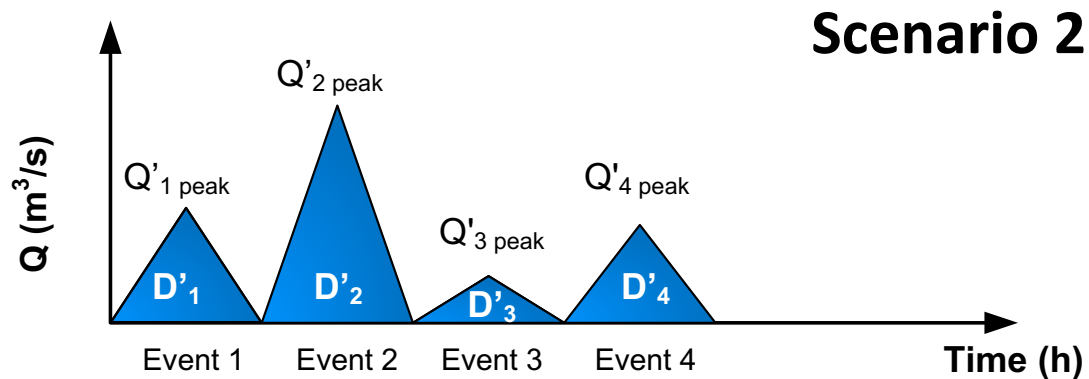 Scenario 2
Q (m³/s)
Q’₁ peak
Q’₂ peak
Q’₃ peak
Q'₄ peak
D’₁
D’₂
D’₃
D’₄
Event 1
Event 2
Event 3
Event 4
Time (h)